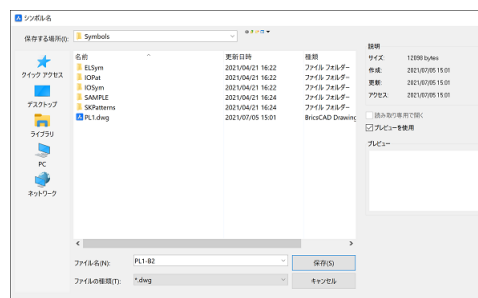 シンボル名
保存する場所(I):
Symbols
クイック アクセス
デスクトップ
ライブラリ
PC
ネットワーク
名前 更新日時 種類
ELSym 2021/04/21 16:22 ファイル フォルダー
IOPat 2021/04/21 16:22 ファイル フォルダー
IOSym 2021/04/21 16:22 ファイル フォルダー
SAMPLE 2021/04/21 16:24 ファイル フォルダー
SKPatterns 2021/04/21 16:24 ファイル フォルダー
PL1.dwg 2021/07/05 15:01 BricsCAD Drawing
ファイル名(N): PL1-B2 保存(S)
ファイルの種類(T): *.dwg キャンセル
説明
サイズ: 12898 bytes
作成: 2021/07/05 15:01
更新: 2021/07/05 15:01
アクセス: 2021/07/05 15:01
読み取り専用で開く
プレビューを使用
プレビュー